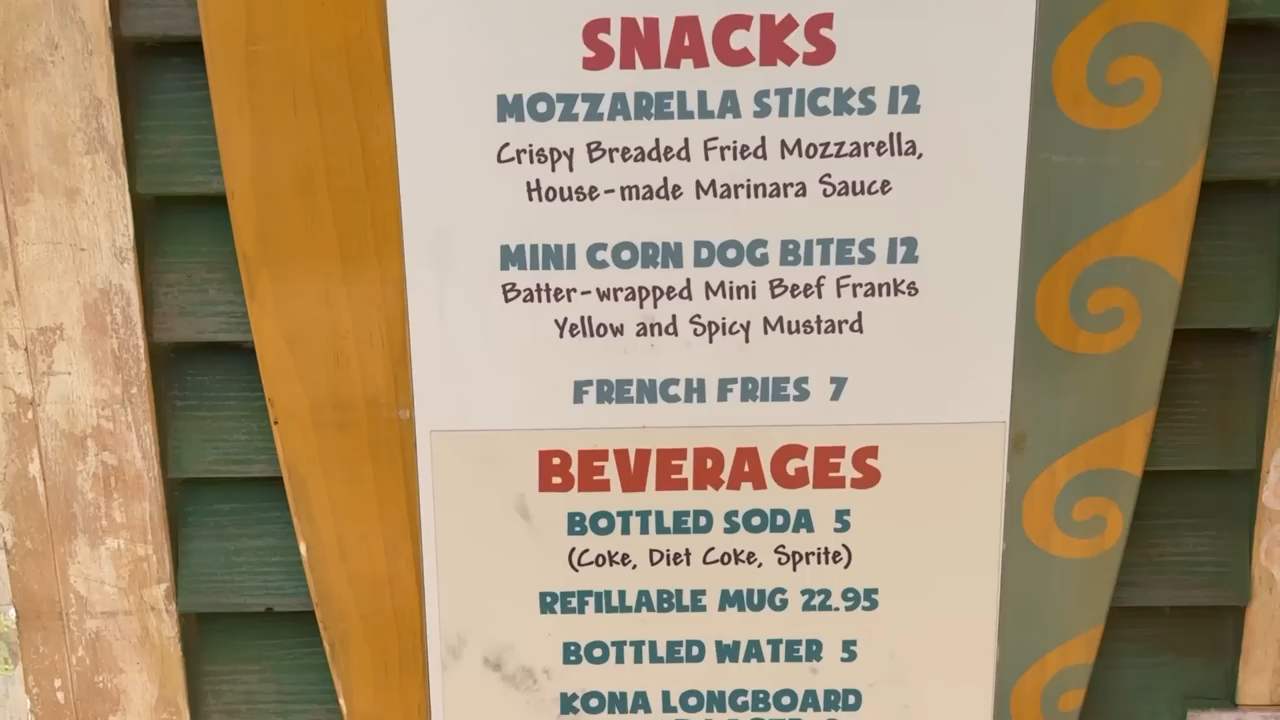 SNACKS
MOZZARELLA STICKS 12
Crispy Breaded Fried Mozzarella,
House-made Marinara Sauce
MINI CORN DOG BITES 12
Batter-wrapped Mini Beef Franks
Yellow and Spicy Mustard
FRENCH FRIES 7
BEVERAGES
BOTTLED SODA 5
(Coke, Diet Coke, Sprite)
REFILLABLE MUG 22.95
BOTTLED WATER 5
KONA LONGBOARD